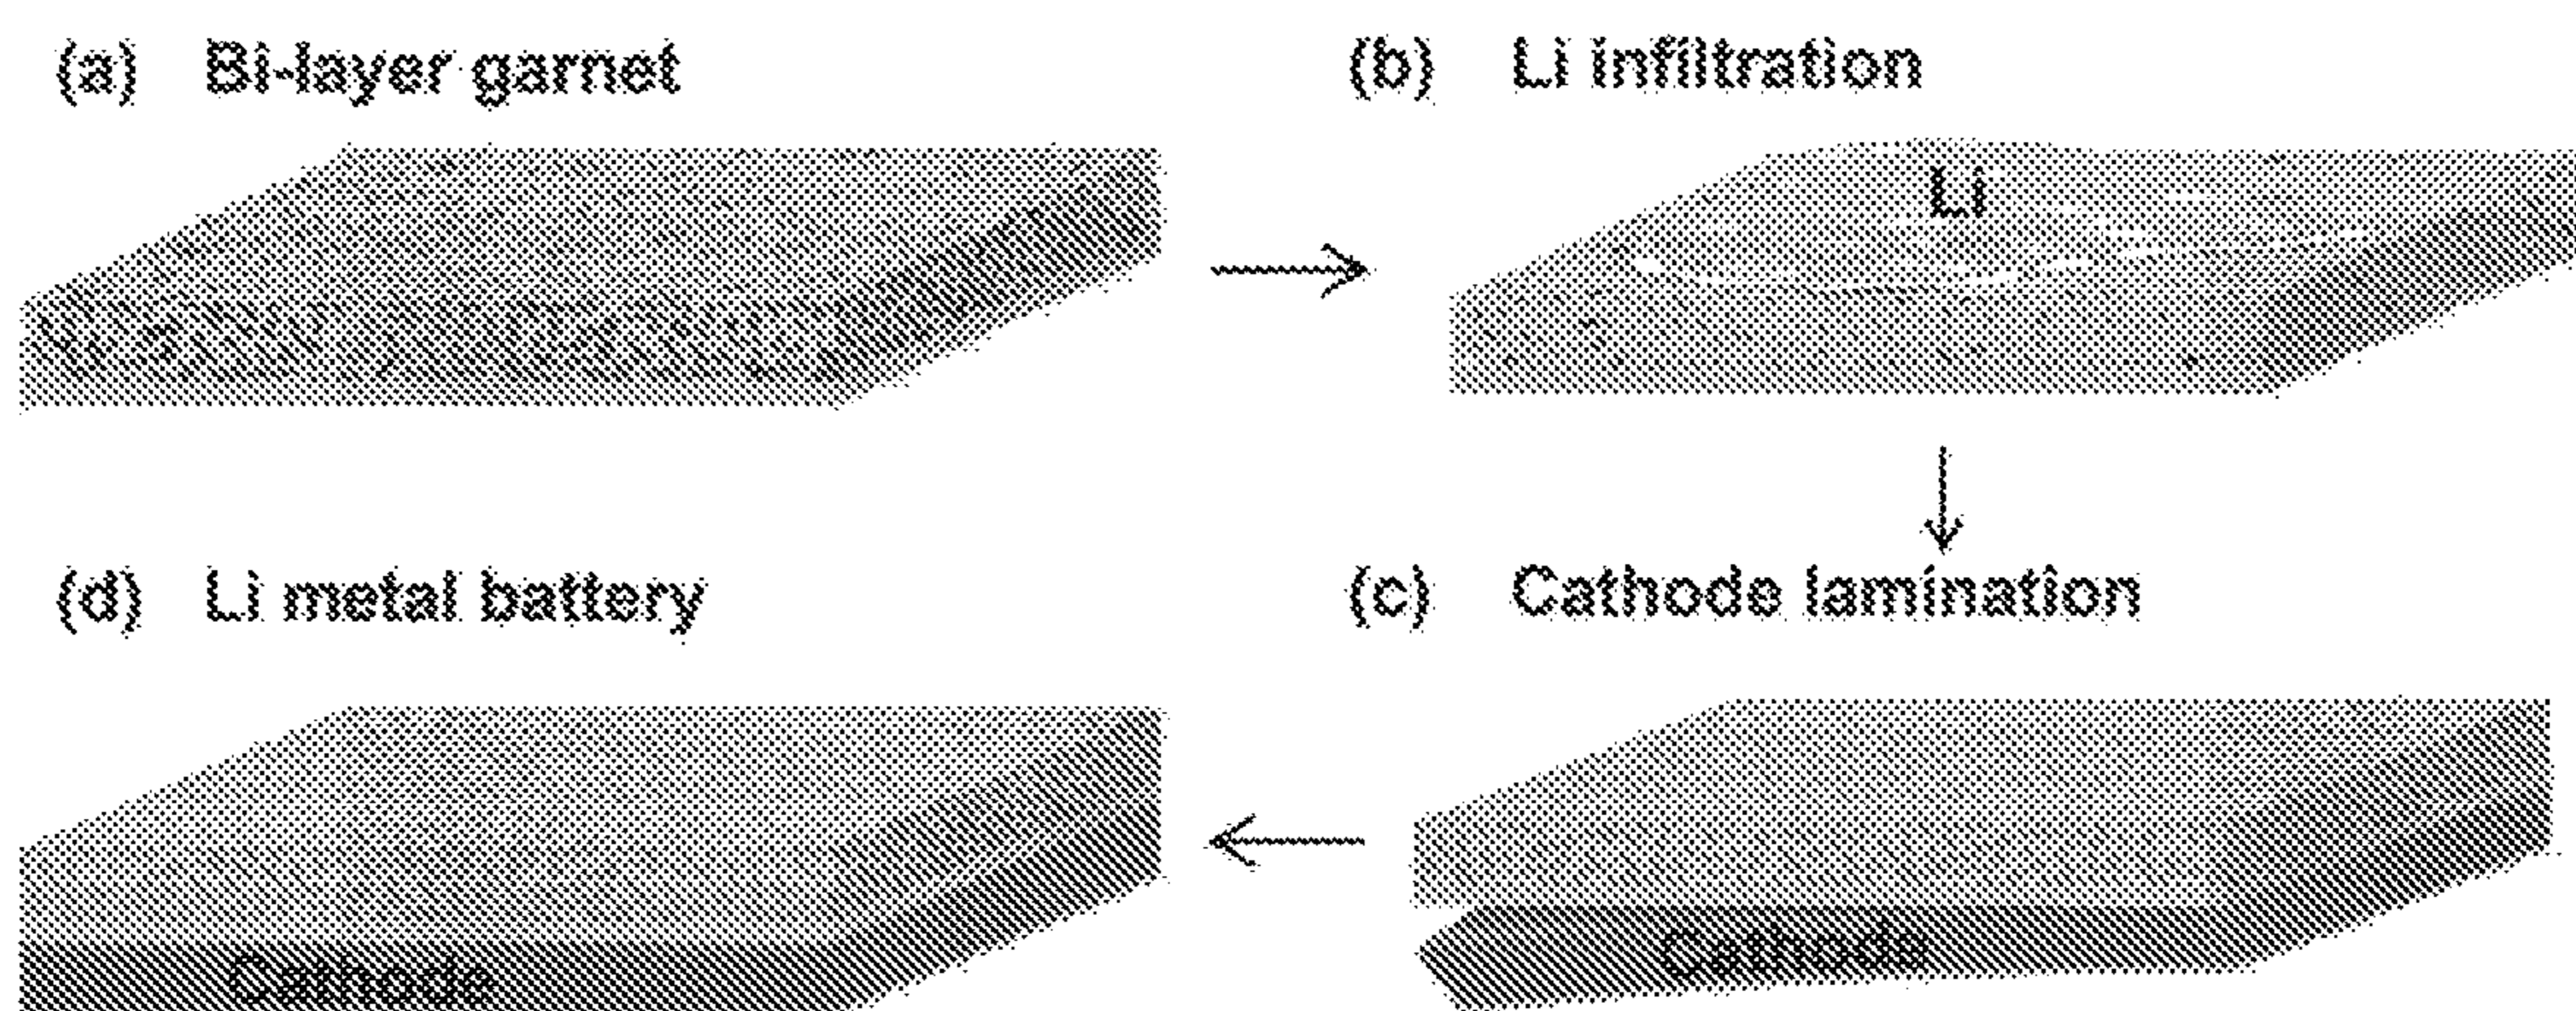 (a) Bi-layer garnet
(b) Li infiltration
Li
(d) Li metal battery
(c) Cathode lamination
Cathode
Cathode